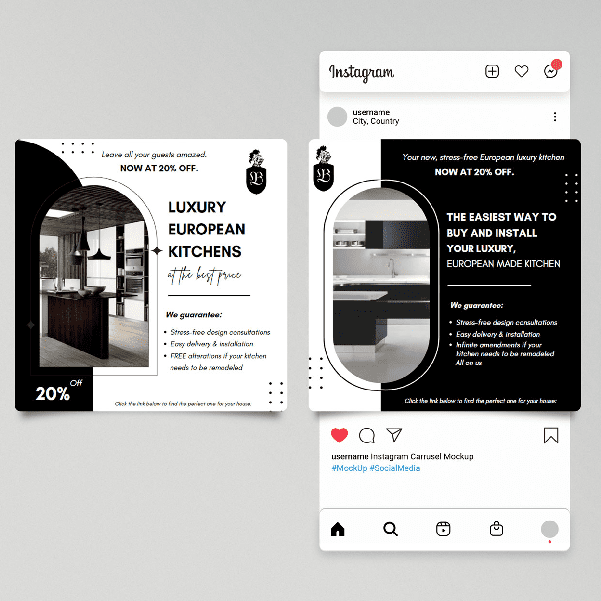 Instagram
username
City, Country
Leave all your guests amazed.
NOW AT 20% OFF.
B
LUXURY
EUROPEAN
KITCHENS
at the best price
We guarantee:
• Stress-free design consultations
• Easy delivery & installation
• FREE alterations if your kitchen
needs to be remodeled
20% Off
Click the link below to find the perfect one for your house.
B
Your new, stress-free European luxury kitchen
NOW AT 20% OFF.
THE EASIEST WAY TO
BUY AND INSTALL
YOUR LUXURY,
EUROPEAN MADE KITCHEN
We guarantee:
• Stress-free design consultations
• Easy delivery & installation
• Infinite amendments if your
kitchen needs to be remodeled
All on us
Click the link below to find the perfect one for your house:
username Instagram Carrusel Mockup
#MockUp #SocialMedia